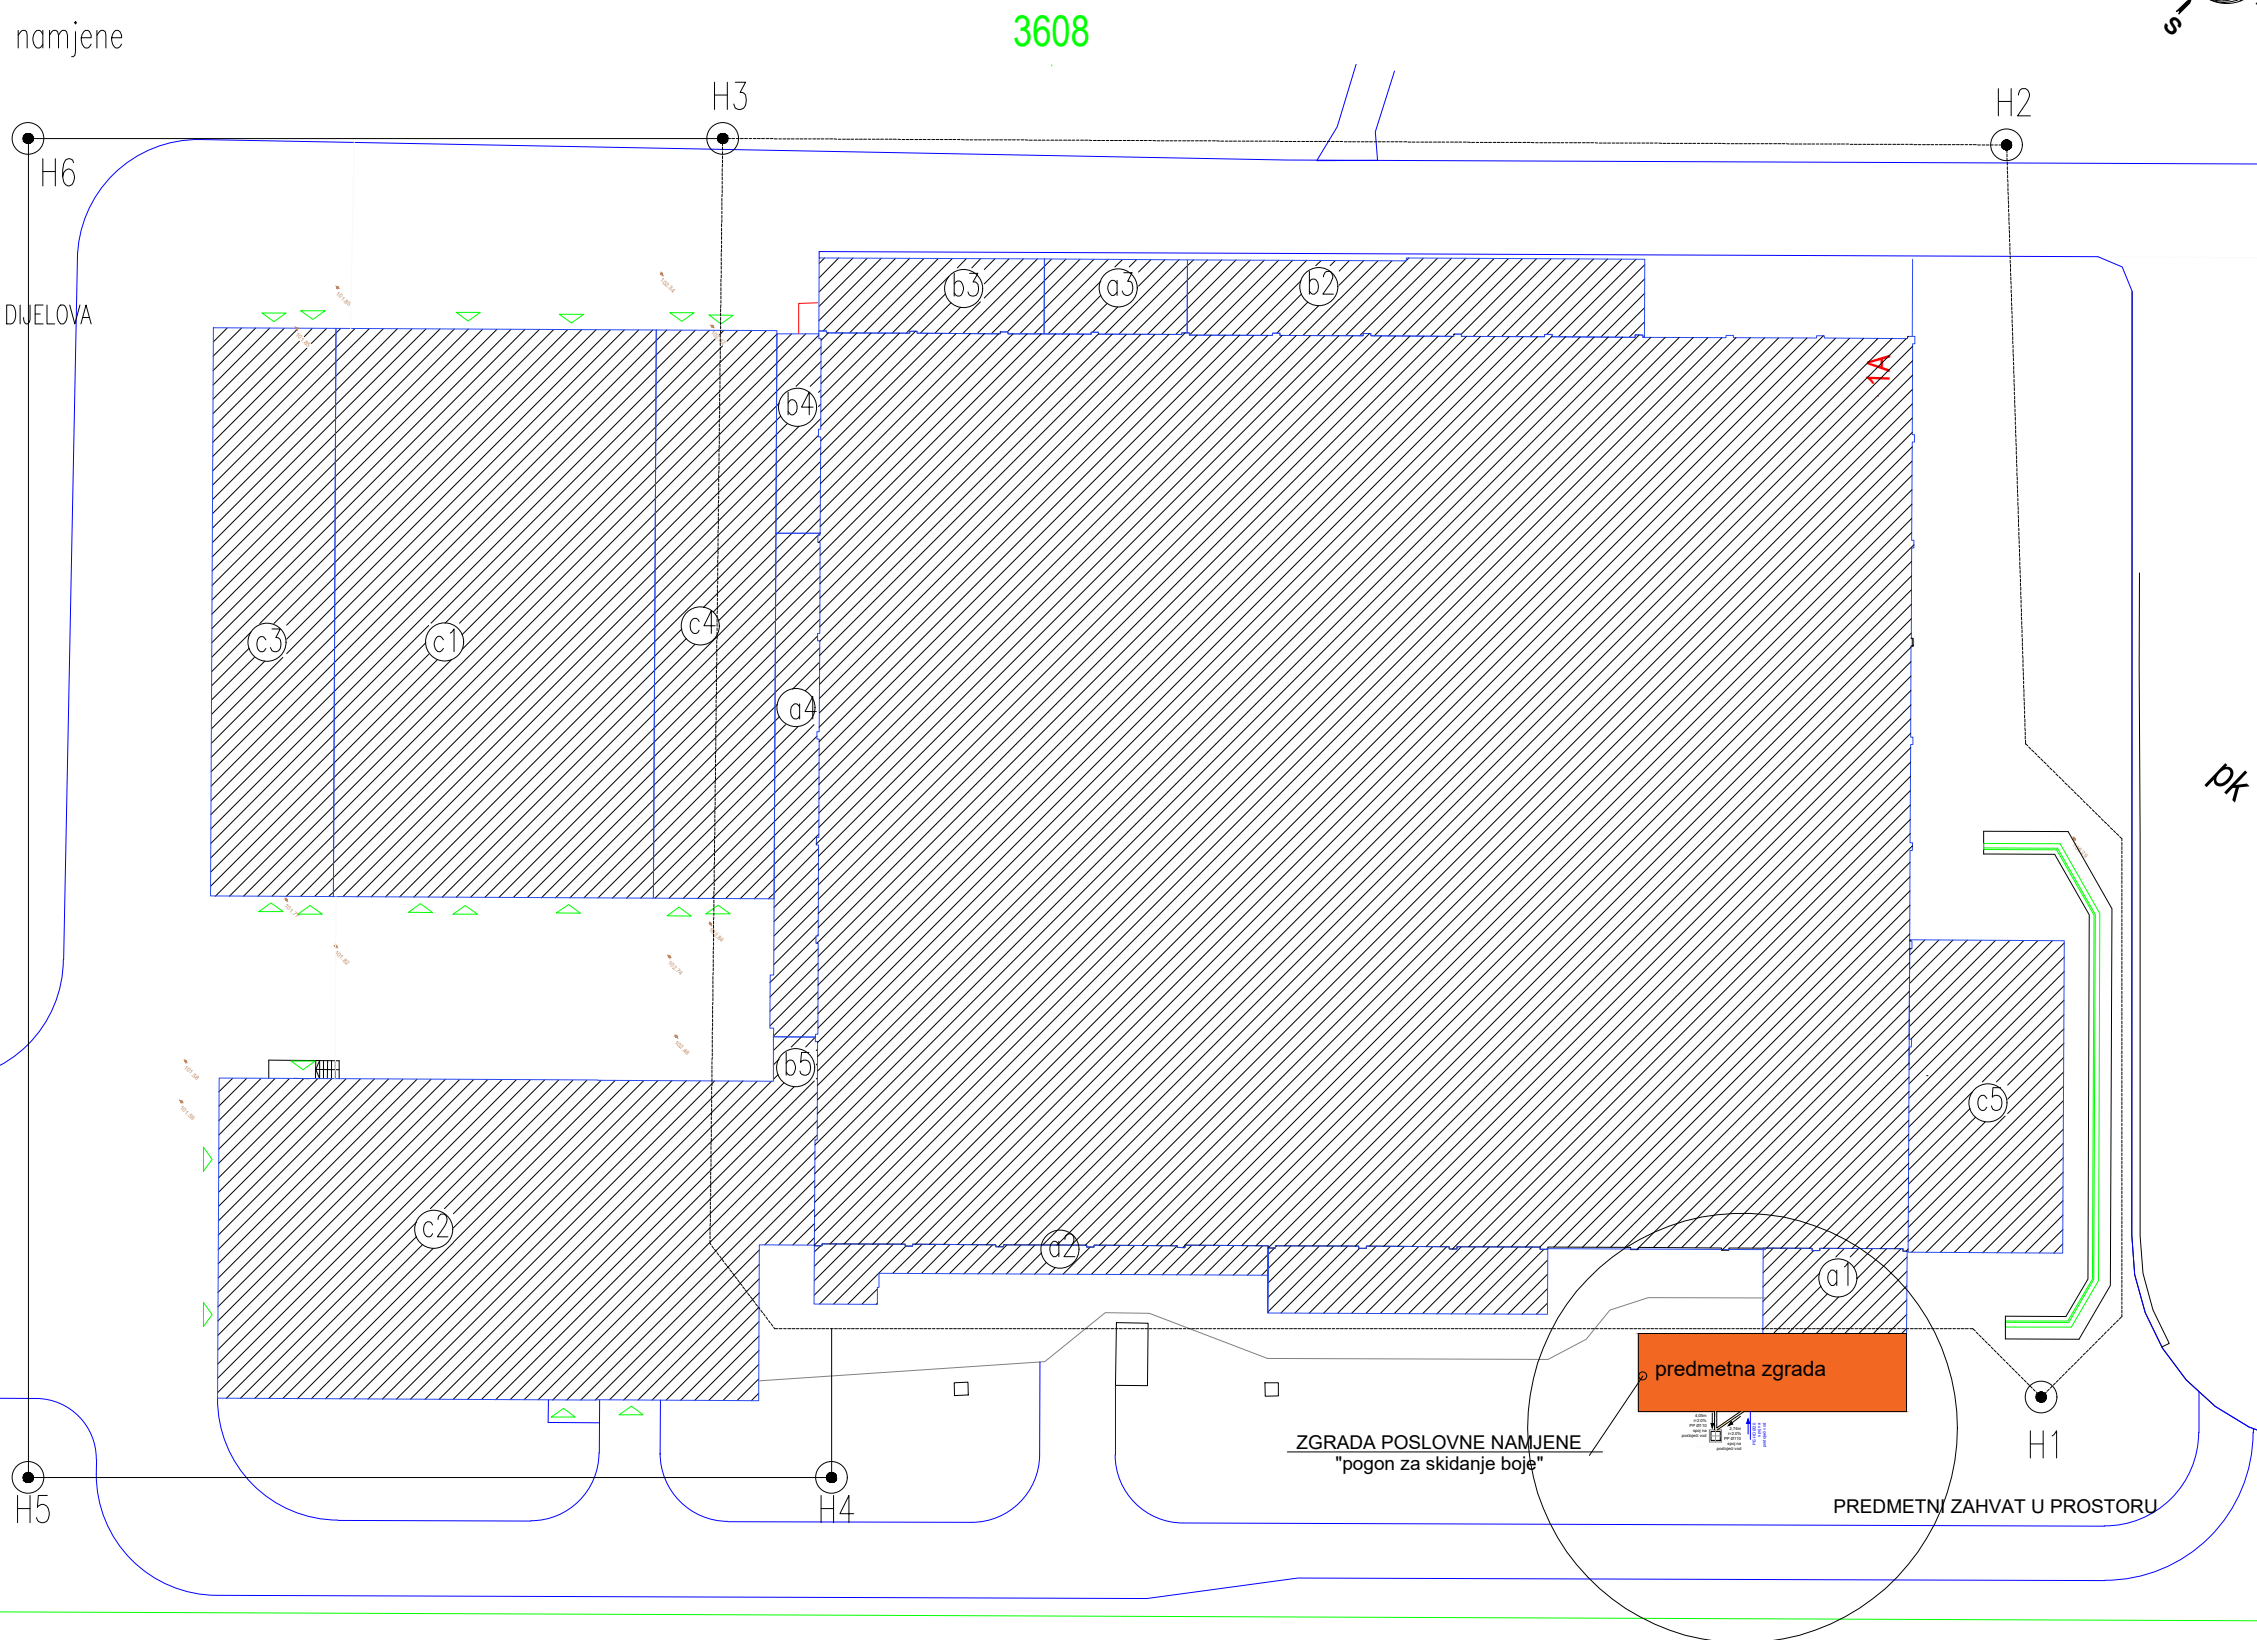 namjene
3608
S
H3
H2
H6
DIJELOVA
b3
a3
b2
1A
b4
c3
c1
c4
a4
pk
b5
c5
c2
a2
a1
predmetna zgrada
ZGRADA POSLOVNE NAMJENE
"pogon za skidanje boje"
H1
H5
H4
PREDMETNI ZAHVAT U PROSTORU